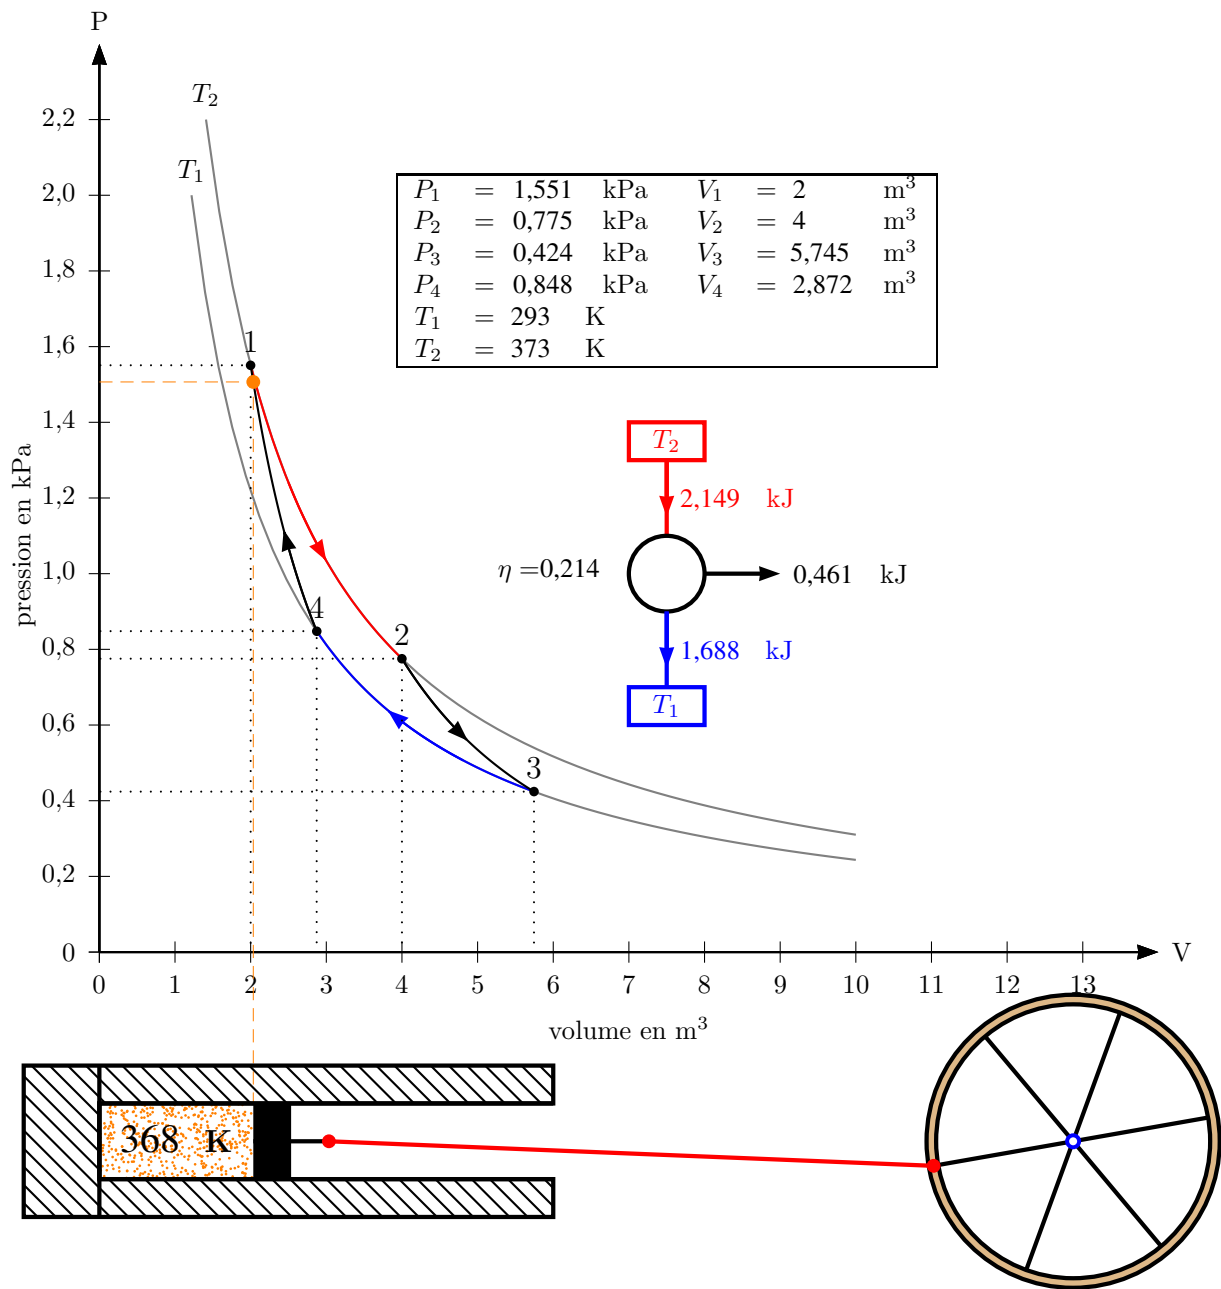 P
T₂
2,2
T₁
2,0
P₁ = 1,551 kPa V₁ = 2 m³
P₂ = 0,775 kPa V₂ = 4 m³
P₃ = 0,424 kPa V₃ = 5,745 m³
P₄ = 0,848 kPa V₄ = 2,872 m³
T₁ = 293 K
T₂ = 373 K
1,8
1,6
1
1,4
T₂
1,2
2,149 kJ
pression en kPa
1,0
η =0,214
0,461 kJ
4
2
0,8
1,688 kJ
T₁
0,6
3
0,4
0,2
0
V
0 1 2 3 4 5 6 7 8 9 10 11 12 13
volume en m³
368 K